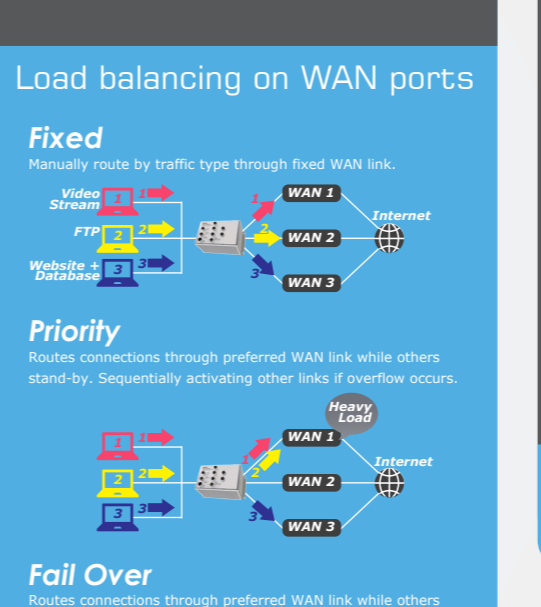 Load balancing on WAN ports
Fixed
Manually route by traffic type through fixed WAN link.
Video
Stream
1
1
1
WAN 1
Internet
FTP
2
2
2
WAN 2
Website +
Database
3
3
3
WAN 3
Priority
Routes connections through preferred WAN link while others
stand-by. Sequentially activating other links if overflow occurs.
Heavy
Load
1
1
1
WAN 1
Internet
2
2
2
WAN 2
3
3
3
WAN 3
Fail Over
Routes connections through preferred WAN link while others